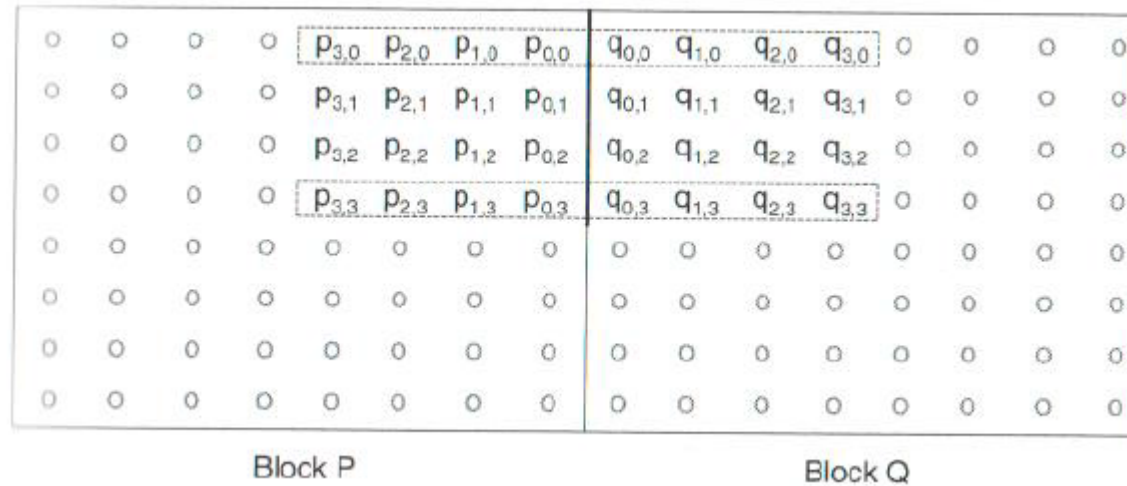 p3,0 p2,0 p1,0 p0,0 q0,0 q1,0 q2,0 q3,0
p3,1 p2,1 p1,1 p0,1 q0,1 q1,1 q2,1 q3,1
p3,2 p2,2 p1,2 p0,2 q0,2 q1,2 q2,2 q3,2
p3,3 p2,3 p1,3 p0,3 q0,3 q1,3 q2,3 q3,3
Block P Block Q